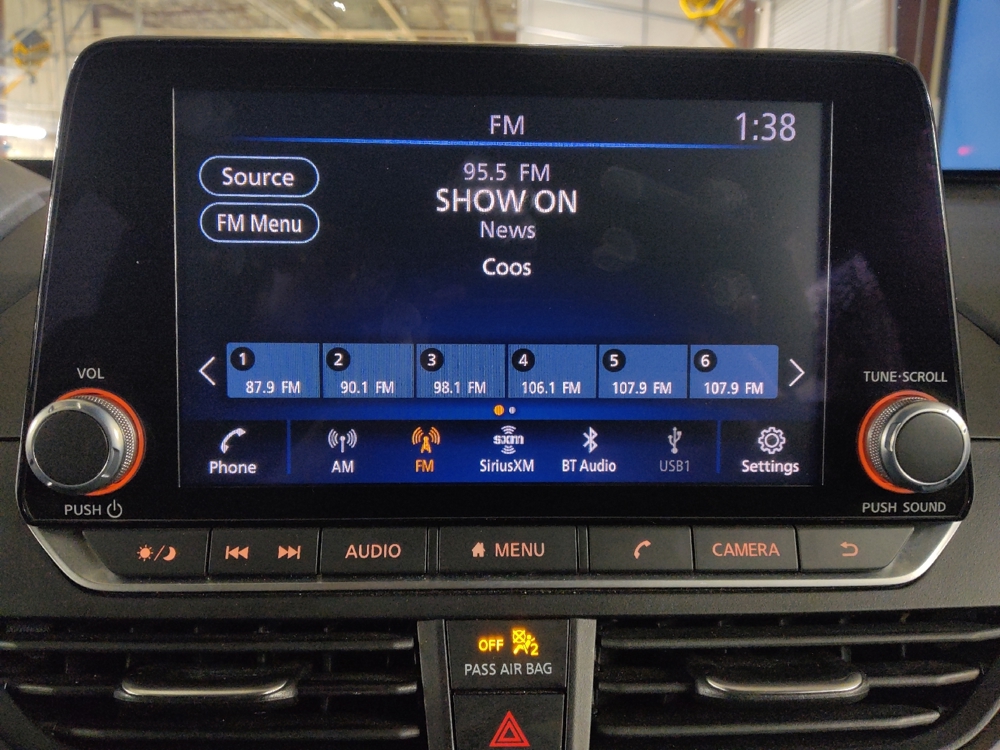 FM
1:38
Source
95.5 FM
SHOW ON
FM Menu
News
Coos
1 2 3 4 5 6
87.9 FM 90.1 FM 98.1 FM 106.1 FM 107.9 FM 107.9 FM
VOL
TUNE·SCROLL
Phone AM FM SXM SiriusXM BT Audio USB1 Settings
PUSH
PUSH SOUND
AUDIO MENU CAMERA
OFF 2
PASS AIR BAG